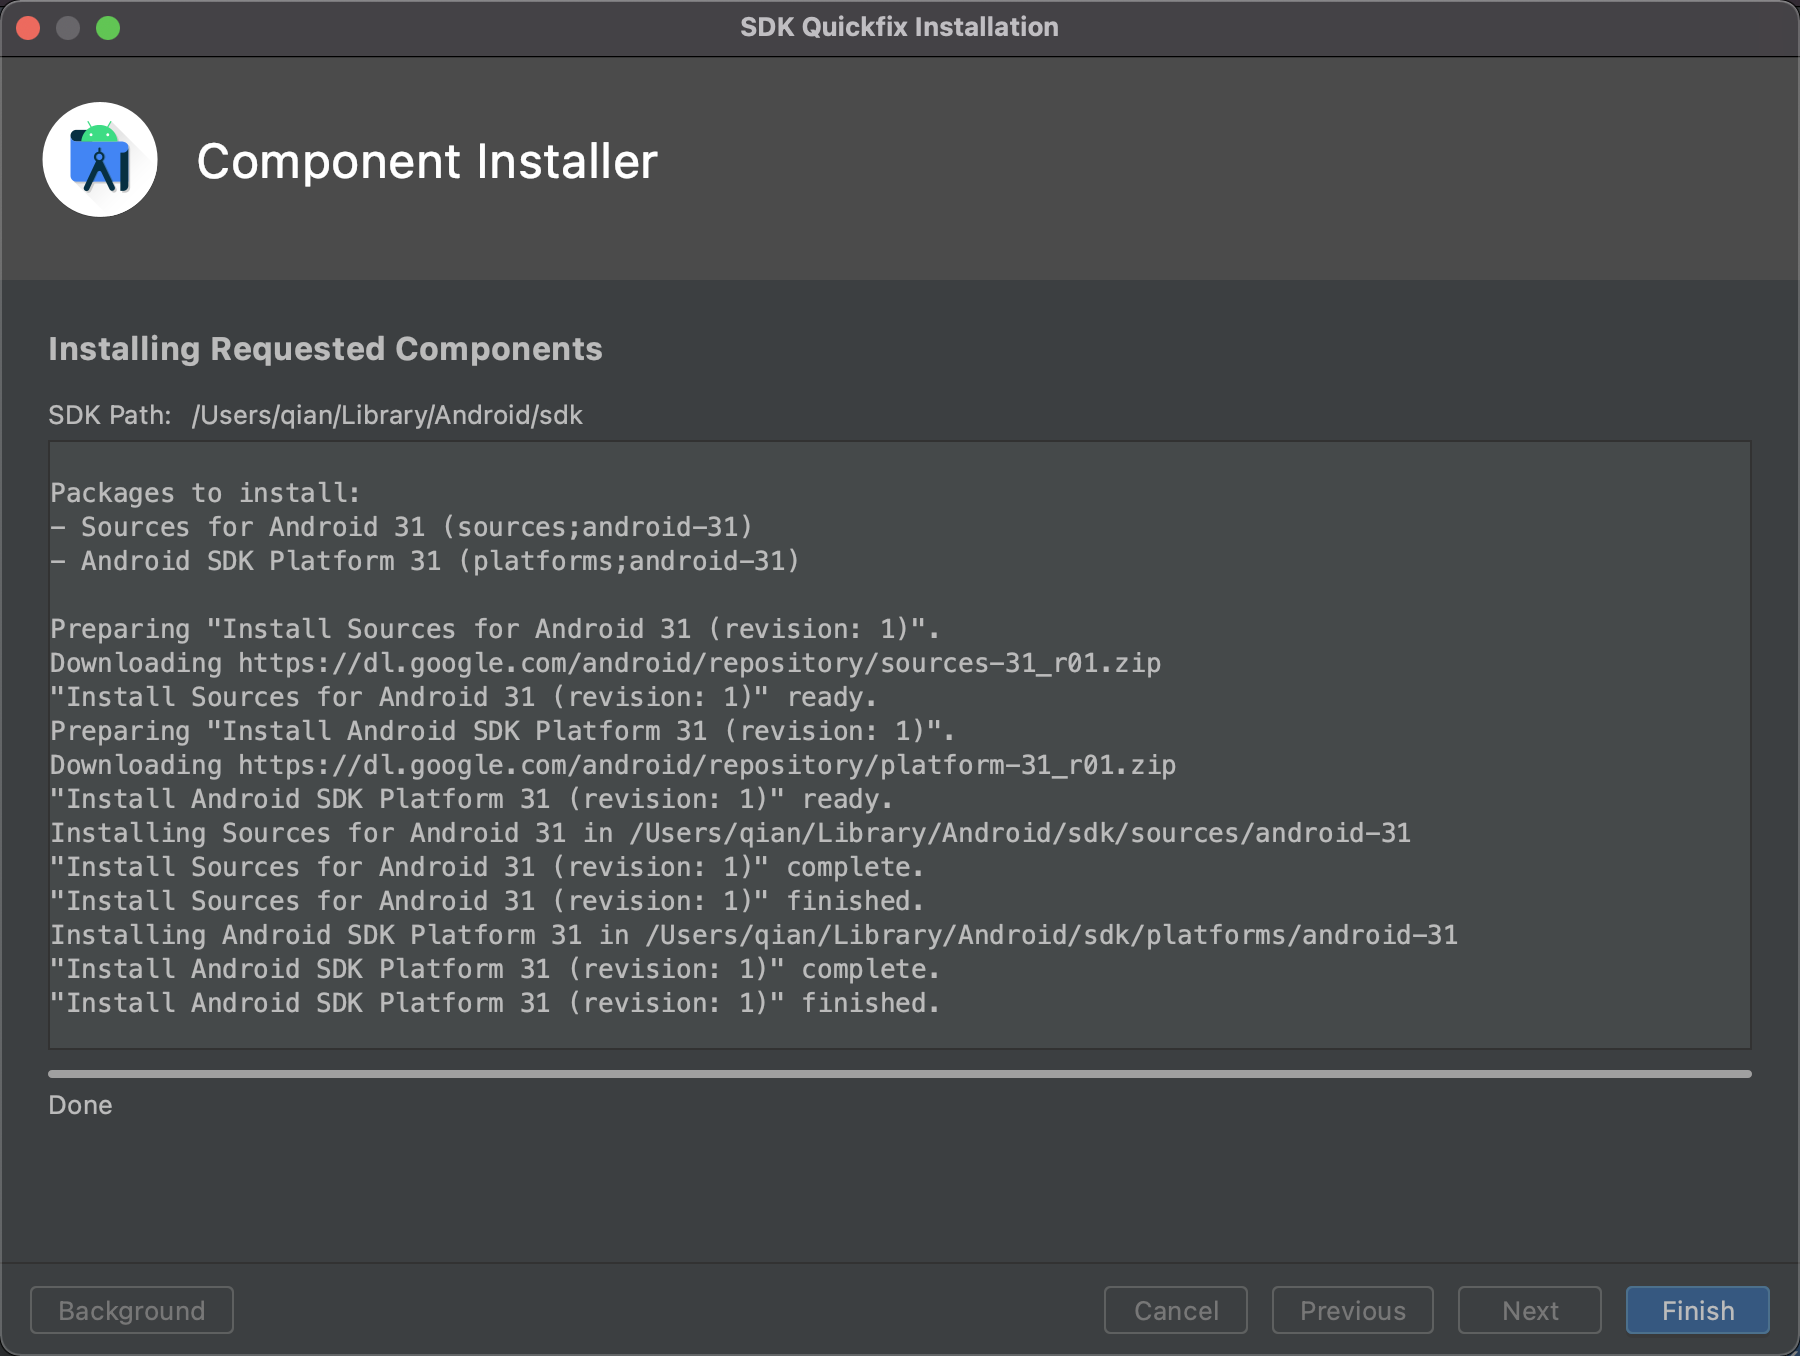 SDK Quickfix Installation
Component Installer
Installing Requested Components
SDK Path: /Users/qian/Library/Android/sdk
Packages to install:
- Sources for Android 31 (sources;android-31)
- Android SDK Platform 31 (platforms;android-31)
Preparing "Install Sources for Android 31 (revision: 1)".
Downloading https://dl.google.com/android/repository/sources-31_r01.zip
"Install Sources for Android 31 (revision: 1)" ready.
Preparing "Install Android SDK Platform 31 (revision: 1)".
Downloading https://dl.google.com/android/repository/platform-31_r01.zip
"Install Android SDK Platform 31 (revision: 1)" ready.
Installing Sources for Android 31 in /Users/qian/Library/Android/sdk/sources/android-31
"Install Sources for Android 31 (revision: 1)" complete.
"Install Sources for Android 31 (revision: 1)" finished.
Installing Android SDK Platform 31 in /Users/qian/Library/Android/sdk/platforms/android-31
"Install Android SDK Platform 31 (revision: 1)" complete.
"Install Android SDK Platform 31 (revision: 1)" finished.
Done
Background Cancel Previous Next Finish